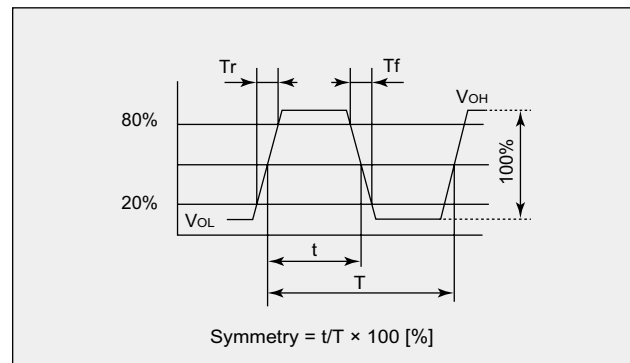 Tr
Tf
VOH
80%
100%
20%
VOL
t
T
Symmetry = t/T × 100 [%]